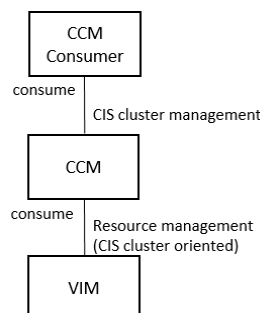 CCM
Consumer
consume
CIS cluster management
CCM
consume
Resource management
(CIS cluster oriented)
VIM